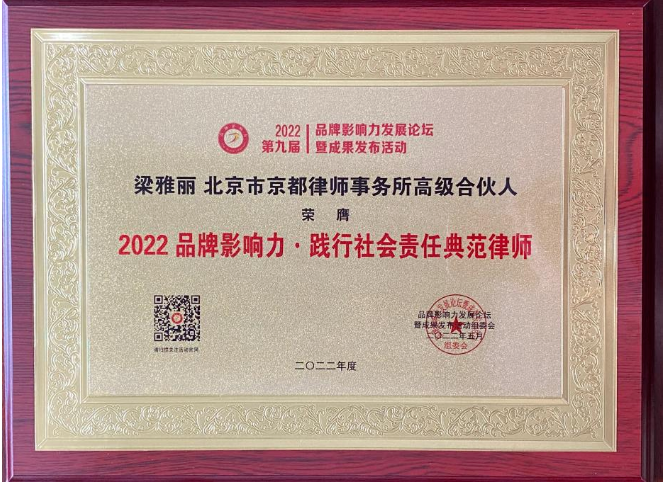 2022 品牌影响力发展论坛
第九届 暨成果发布活动
梁雅丽 北京市京都律师事务所高级合伙人
荣膺
2022 品牌影响力·践行社会责任典范律师
品牌影响力发展论坛
暨成果发布活动组委会
二〇二二年五月
组委会
二〇二二年度